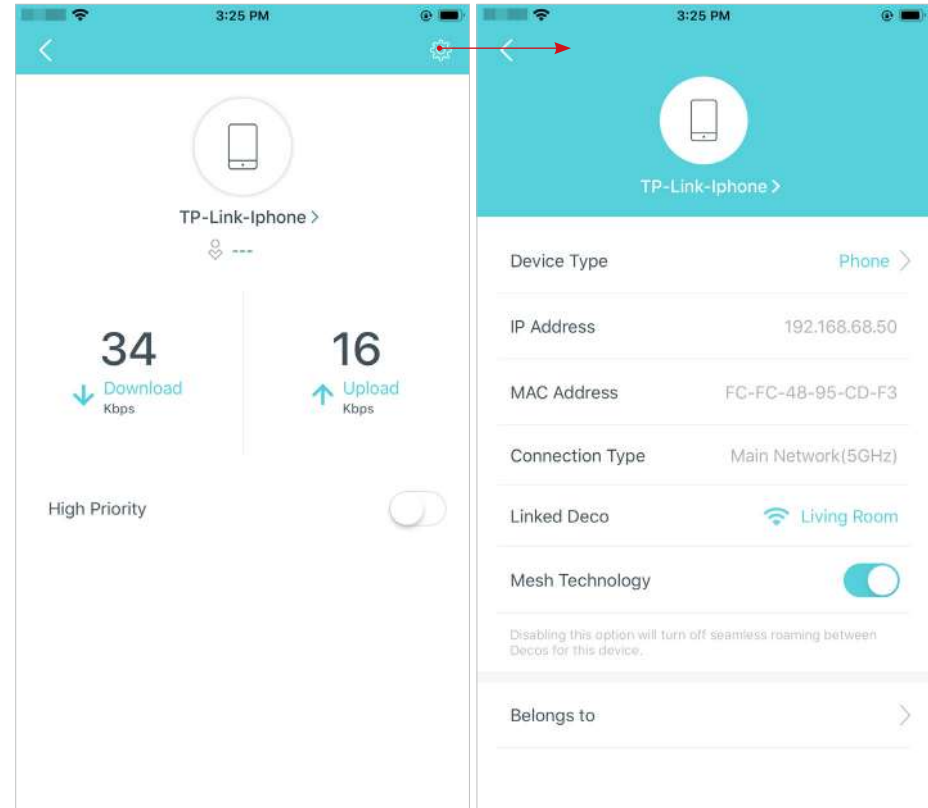 3:25 PM
TP-Link-Iphone >
---
34
Download
Kbps
16
Upload
Kbps
High Priority
3:25 PM
TP-Link-Iphone >
Device Type Phone >
IP Address 192.168.68.50
MAC Address FC-FC-48-95-CD-F3
Connection Type Main Network(5GHz)
Linked Deco Living Room
Mesh Technology
Disabling this option will turn off seamless roaming between
Decos for this device.
Belongs to >